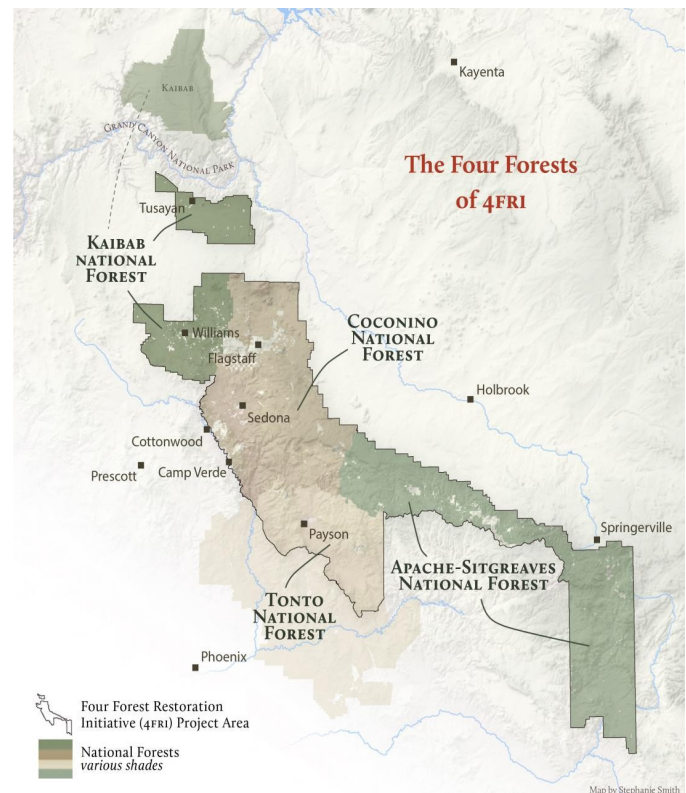 KAIBAB
GRAND CANYON NATIONAL PARK
Kayenta
The Four Forests
of 4FRI
Tusayan
KAIBAB
NATIONAL
FOREST
Williams
Flagstaff
COCONINO
NATIONAL
FOREST
Holbrook
Sedona
Cottonwood
Prescott
Camp Verde
Payson
Springerville
APACHE-SITGREAVES
NATIONAL FOREST
TONTO
NATIONAL
FOREST
Phoenix
Four Forest Restoration
Initiative (4FRI) Project Area
National Forests
various shades
Map by Stephanie Smith